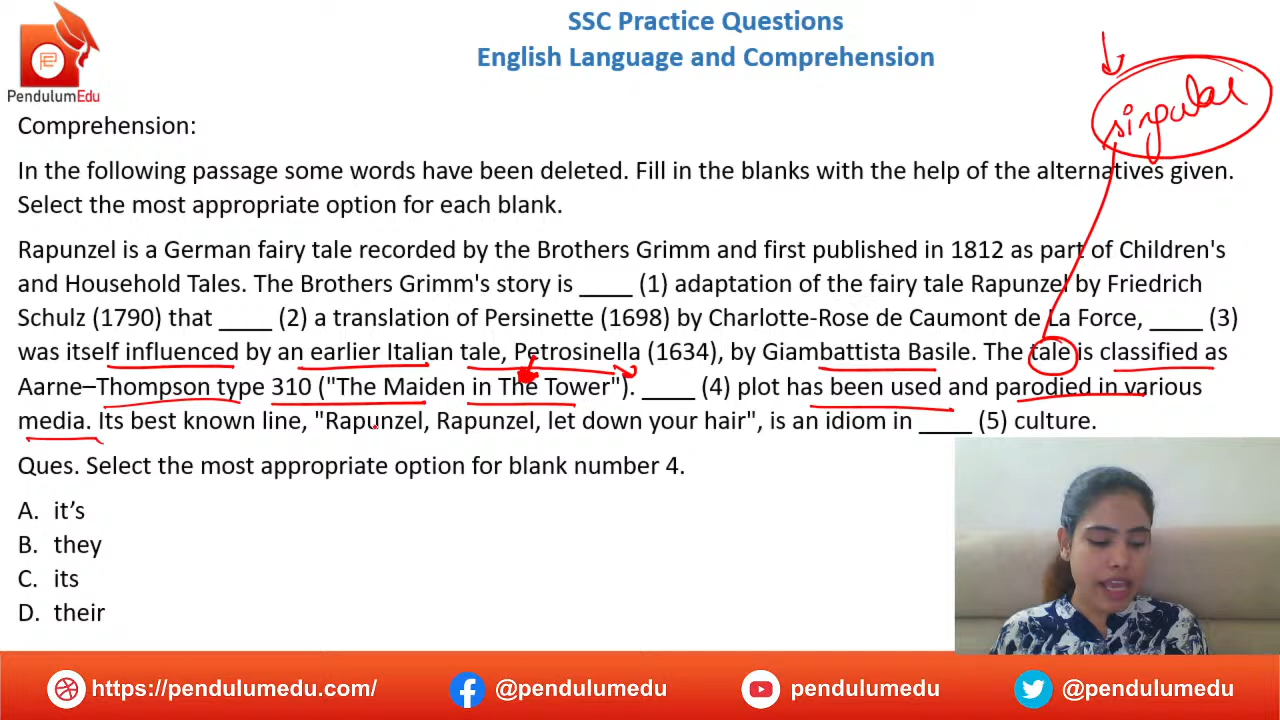 SSC Practice Questions
English Language and Comprehension
PendulumEdu
singular
Comprehension:
In the following passage some words have been deleted. Fill in the blanks with the help of the alternatives given.
Select the most appropriate option for each blank.
Rapunzel is a German fairy tale recorded by the Brothers Grimm and first published in 1812 as part of Children's
and Household Tales. The Brothers Grimm's story is ____ (1) adaptation of the fairy tale Rapunzel by Friedrich
Schulz (1790) that ____ (2) a translation of Persinette (1698) by Charlotte-Rose de Caumont de La Force, ____ (3)
was itself influenced by an earlier Italian tale, Petrosinella (1634), by Giambattista Basile. The tale is classified as
Aarne–Thompson type 310 ("The Maiden in The Tower"). ____ (4) plot has been used and parodied in various
media. Its best known line, "Rapunzel, Rapunzel, let down your hair", is an idiom in ____ (5) culture.
Ques. Select the most appropriate option for blank number 4.
A. it’s
B. they
C. its
D. their
https://pendulumedu.com/
@pendulumedu
pendulumedu
@pendulumedu